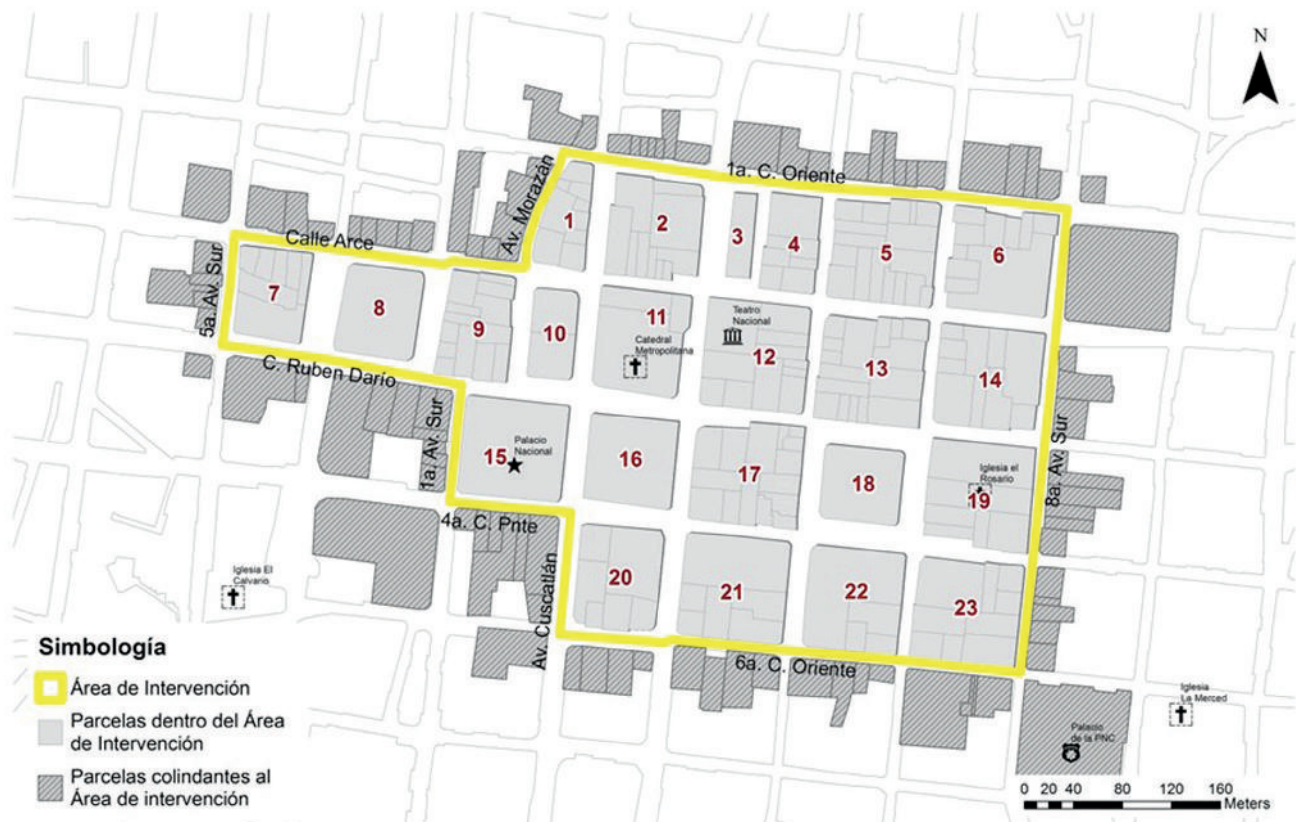 N
1a. C. Oriente
Av. Morazán
1
2
3
4
5
6
Calle Arce
5a. Av. Sur
7
8
9
10
11
Catedral
Metropolitana
Teatro
Nacional
12
13
14
C. Ruben Darío
1a. Av. Sur
15
Palacio
Nacional
16
17
18
Iglesia el
Rosario
19
8a. Av. Sur
4a. C. Pnte
Av. Cuscatlán
20
21
22
23
6a. C. Oriente
Iglesia El
Calvario
Iglesia
La Merced
Palacio
de la PNC
Simbología
Área de Intervención
Parcelas dentro del Área
de Intervención
Parcelas colindantes al
Área de intervención
0 20 40 80 120 160
Meters